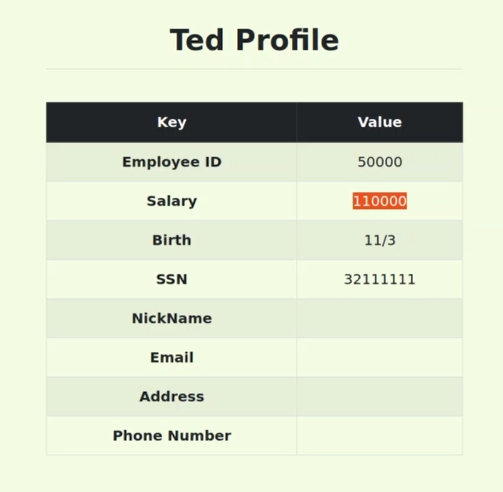 Ted Profile
Key Value
Employee ID 50000
Salary 110000
Birth 11/3
SSN 32111111
NickName
Email
Address
Phone Number